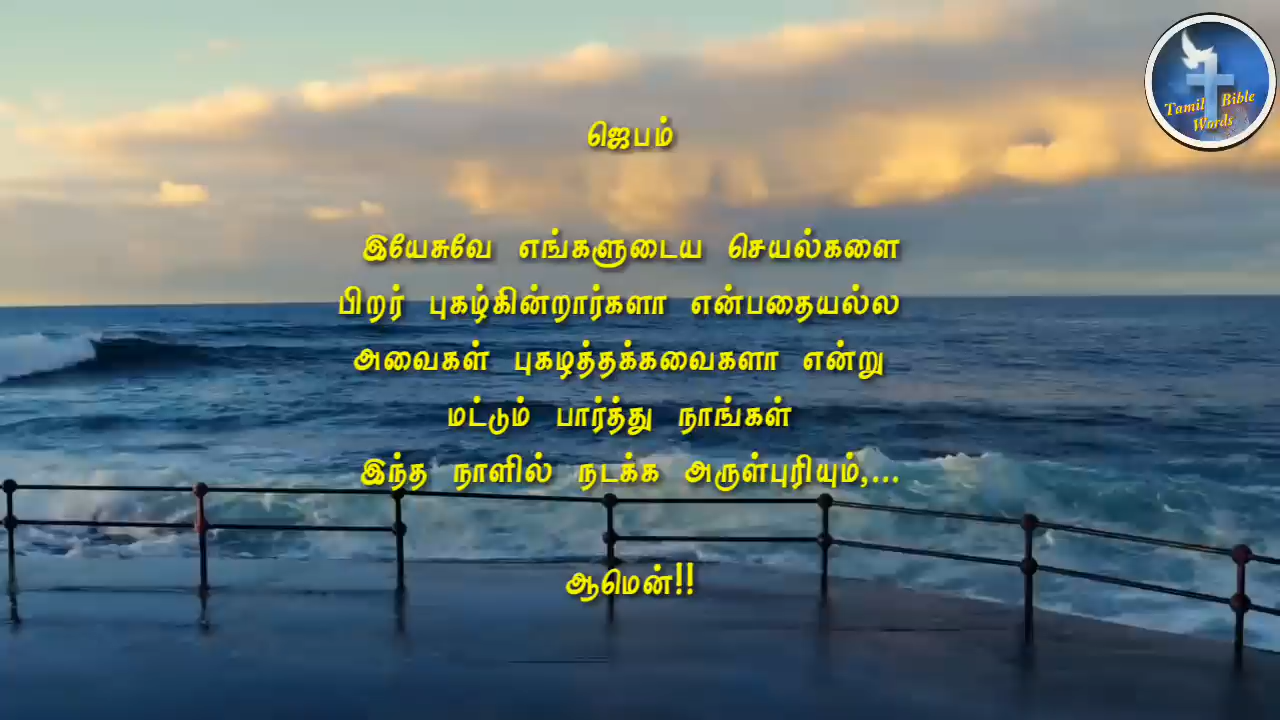 Tamil Bible
Words
ஜெபம்
இயேசுவே எங்களுடைய செயல்களை
பிறர் புகழ்கின்றார்களா என்பதையல்ல
அவைகள் புகடித்தக்கவைகளா என்று
மட்டும் பார்த்து நாங்கள்
இந்த நாளில் நடக்க அருள்புரியும்,...
ஆமென்!!